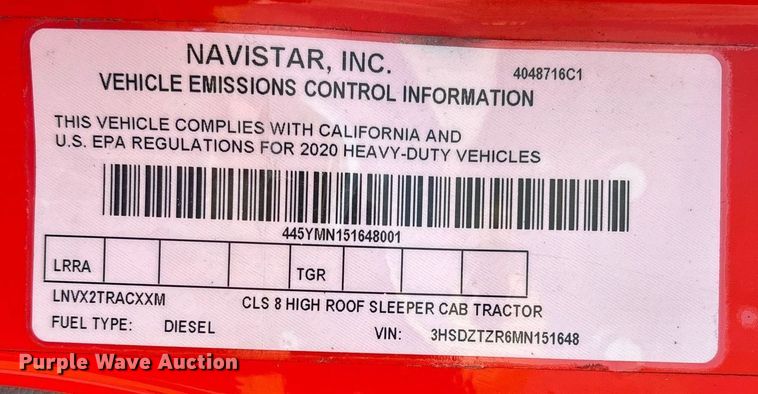 NAVISTAR, INC.
4048716C1
VEHICLE EMISSIONS CONTROL INFORMATION
THIS VEHICLE COMPLIES WITH CALIFORNIA AND
U.S. EPA REGULATIONS FOR 2020 HEAVY-DUTY VEHICLES
445YMN151648001
LRRA TGR
LNVX2TRACXXM CLS 8 HIGH ROOF SLEEPER CAB TRACTOR
FUEL TYPE: DIESEL VIN: 3HSDZTZR6MN151648
Purple Wave Auction